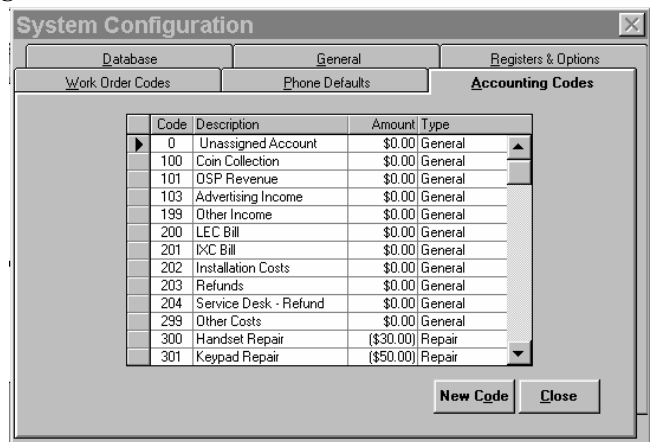 System Configuration
Database General Registers & Options
Work Order Codes Phone Defaults Accounting Codes
Code Description Amount Type
0 Unassigned Account $0.00 General
100 Coin Collection $0.00 General
101 OSP Revenue $0.00 General
103 Advertising Income $0.00 General
199 Other Income $0.00 General
200 LEC Bill $0.00 General
201 IXC Bill $0.00 General
202 Installation Costs $0.00 General
203 Refunds $0.00 General
204 Service Desk - Refund $0.00 General
299 Other Costs $0.00 General
300 Handset Repair ($30.00) Repair
301 Keypad Repair ($50.00) Repair
New Code Close